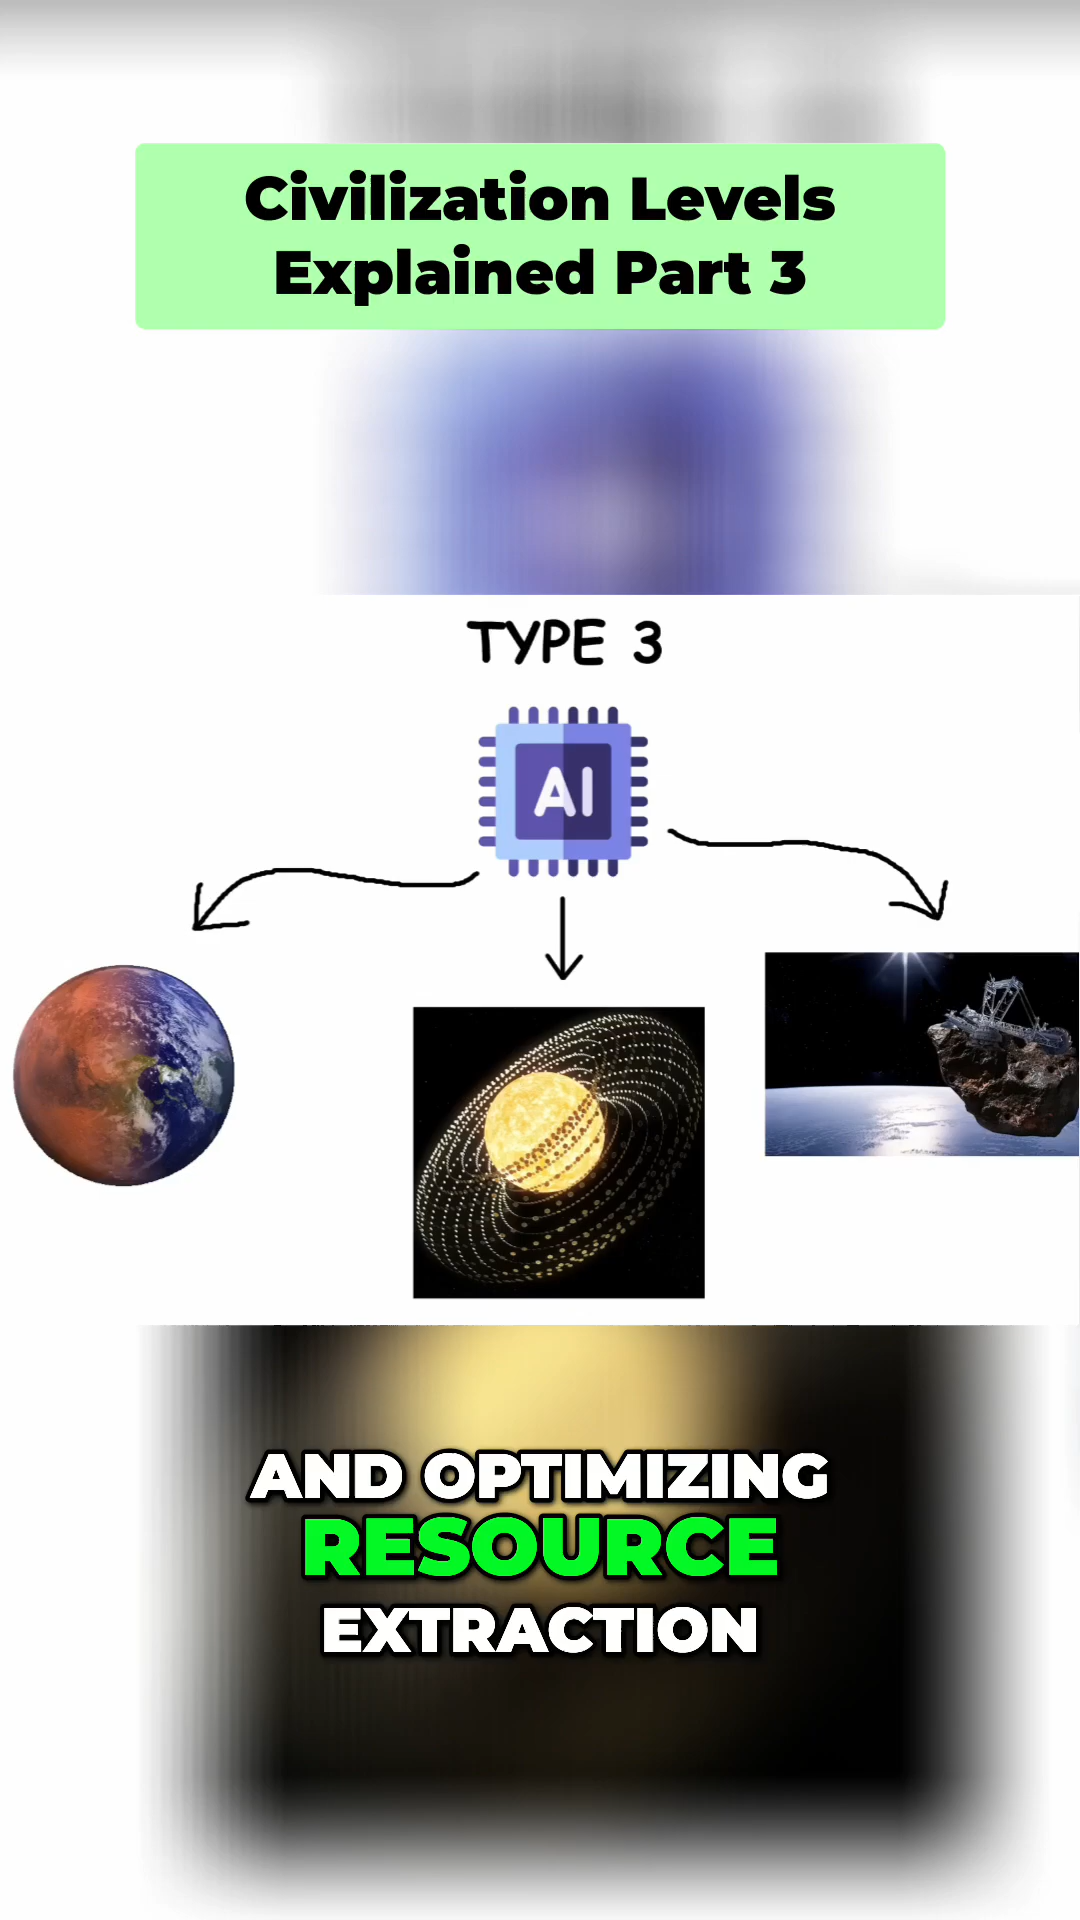 Civilization Levels
Explained Part 3
TYPE 3
AI
AND OPTIMIZING
RESOURCE
EXTRACTION